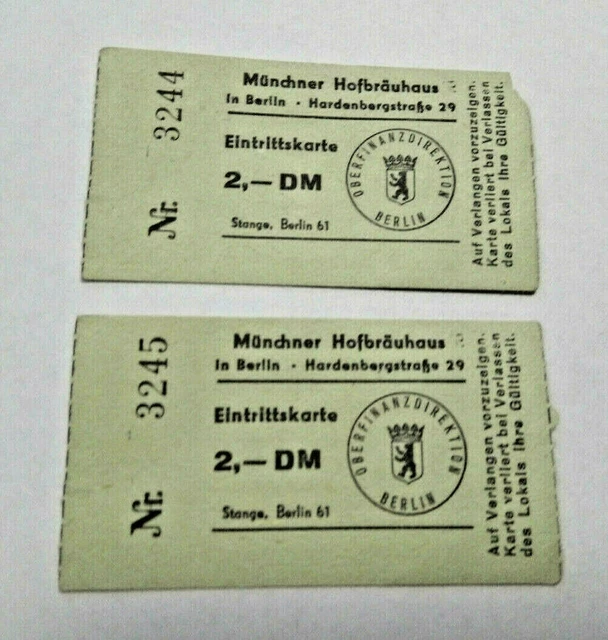 Nr. 3244
Münchner Hofbräuhaus
in Berlin · Hardenbergstraße 29
Eintrittskarte
2,— DM
OBERFINANZDIREKTION
BERLIN
Stange, Berlin 61
Auf Verlangen vorzuzeigen.
Karte verliert bei Verlassen
des Lokals ihre Gültigkeit.
Nr. 3245
Münchner Hofbräuhaus
in Berlin · Hardenbergstraße 29
Eintrittskarte
2,— DM
OBERFINANZDIREKTION
BERLIN
Stange, Berlin 61
Auf Verlangen vorzuzeigen.
Karte verliert bei Verlassen
des Lokals ihre Gültigkeit.